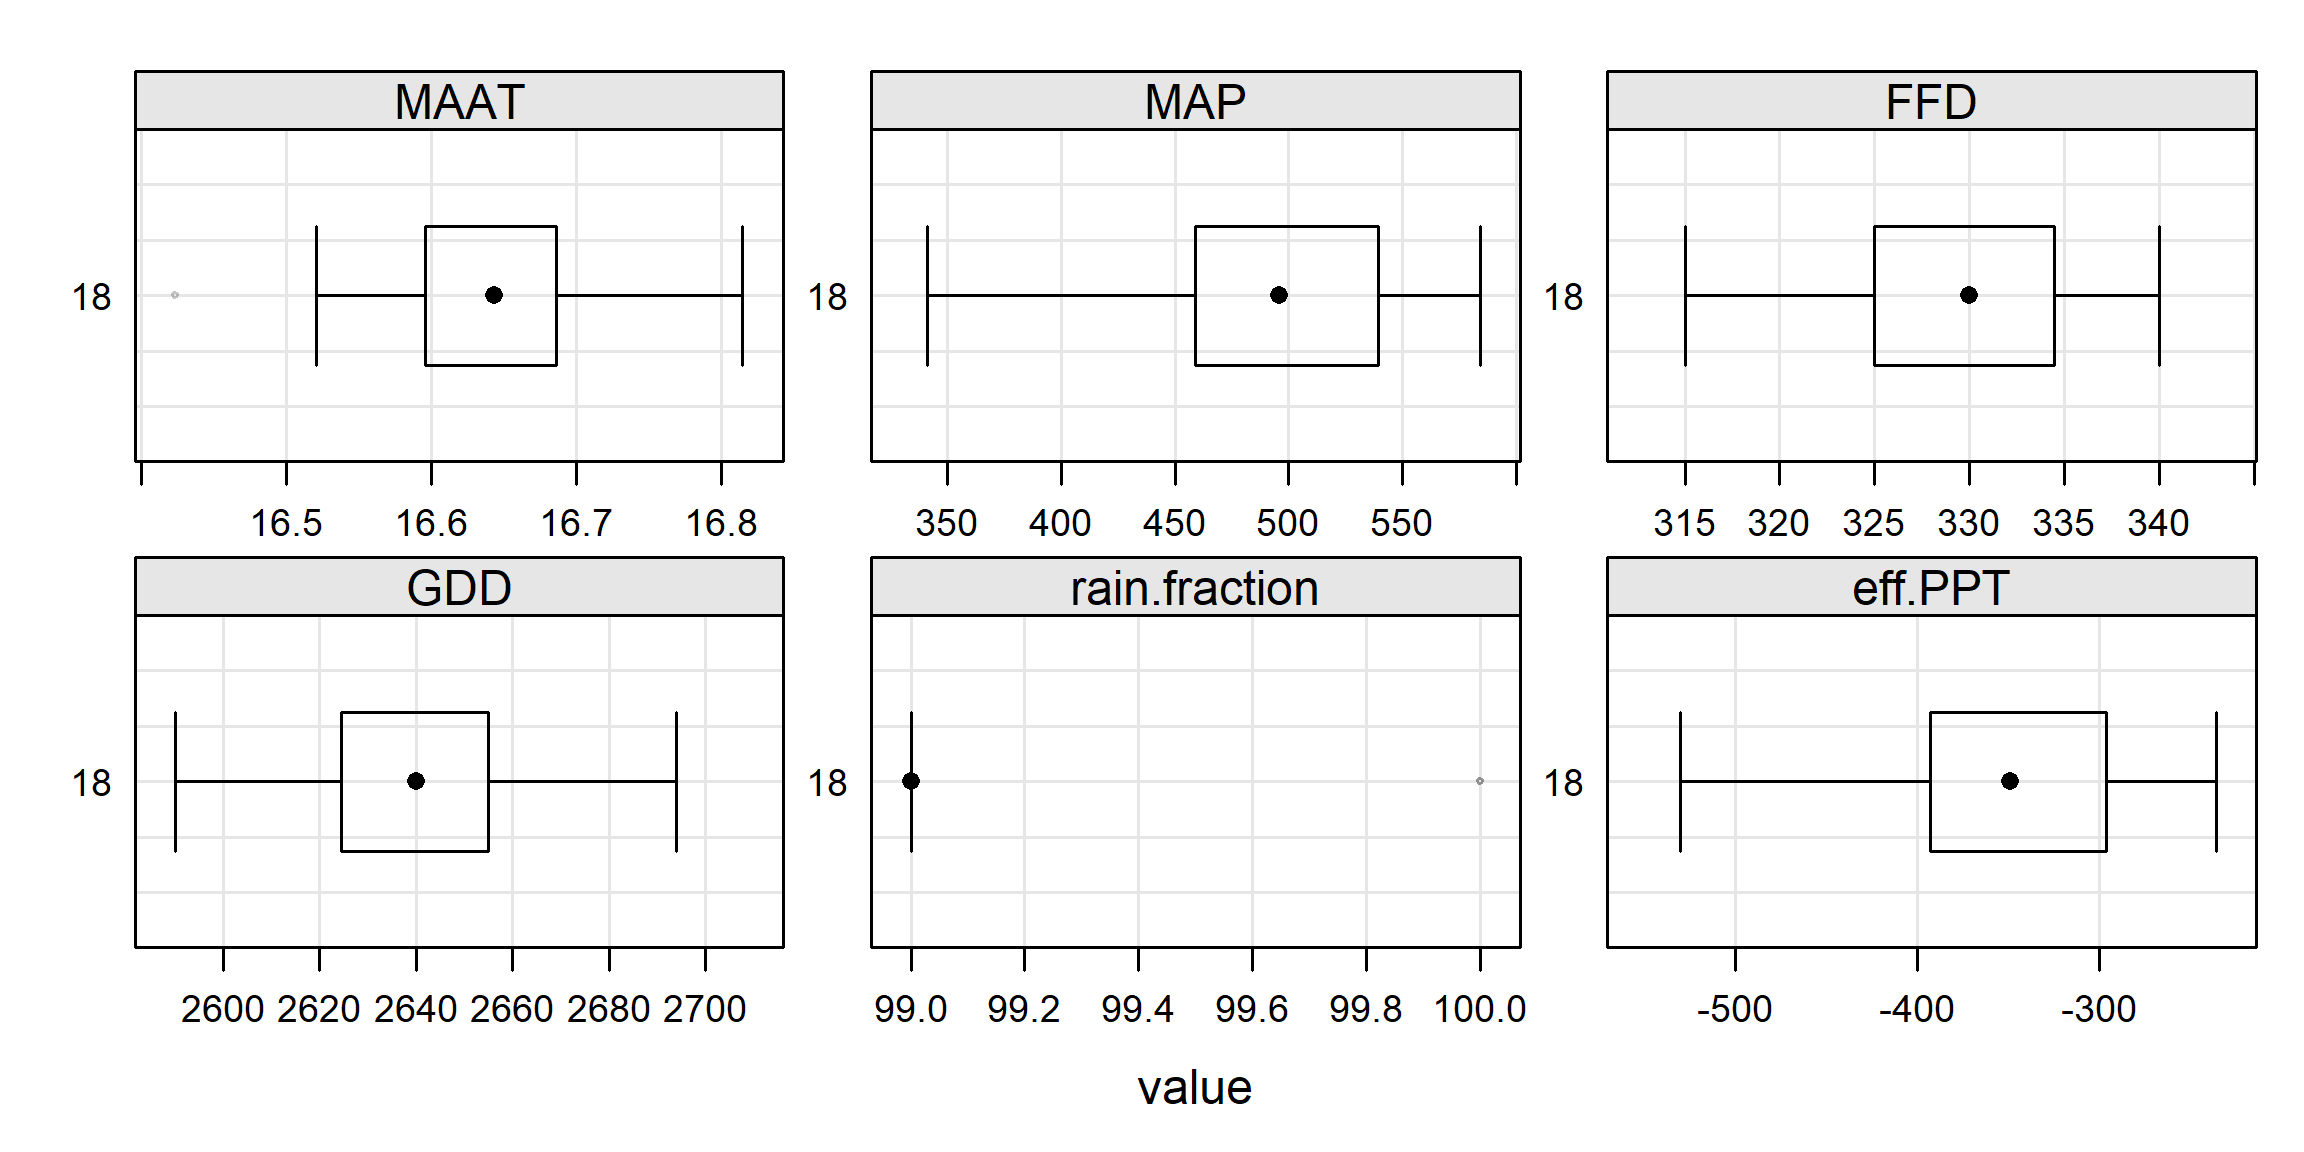 MAAT MAP FFD
18 18 18
16.5 16.6 16.7 16.8 350 400 450 500 550 315 320 325 330 335 340
GDD rain.fraction eff.PPT
18 18 18
2600 2620 2640 2660 2680 2700 99.0 99.2 99.4 99.6 99.8 100.0 -500 -400 -300
value